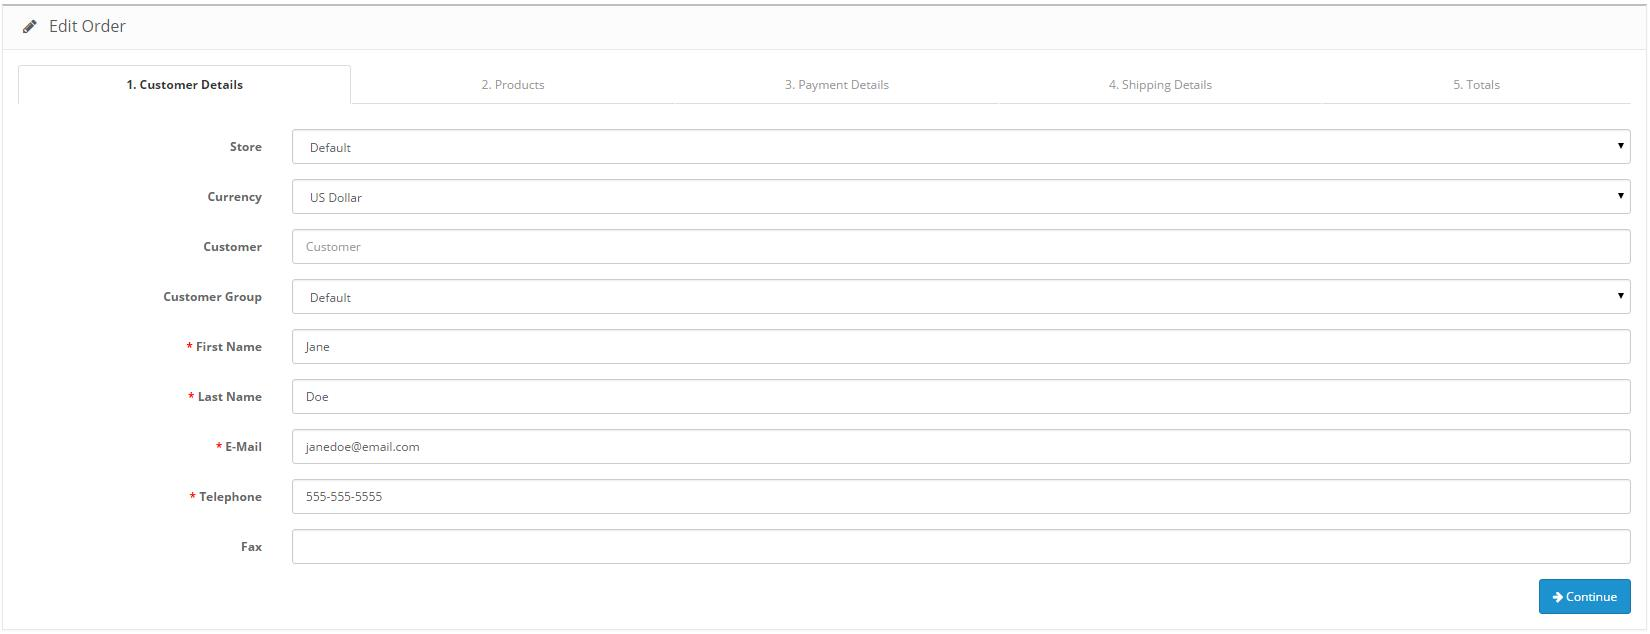 Edit Order
1. Customer Details 2. Products 3. Payment Details 4. Shipping Details 5. Totals
Store Default
Currency US Dollar
Customer Customer
Customer Group Default
* First Name Jane
* Last Name Doe
* E-Mail janedoe@email.com
* Telephone 555-555-5555
Fax
Continue